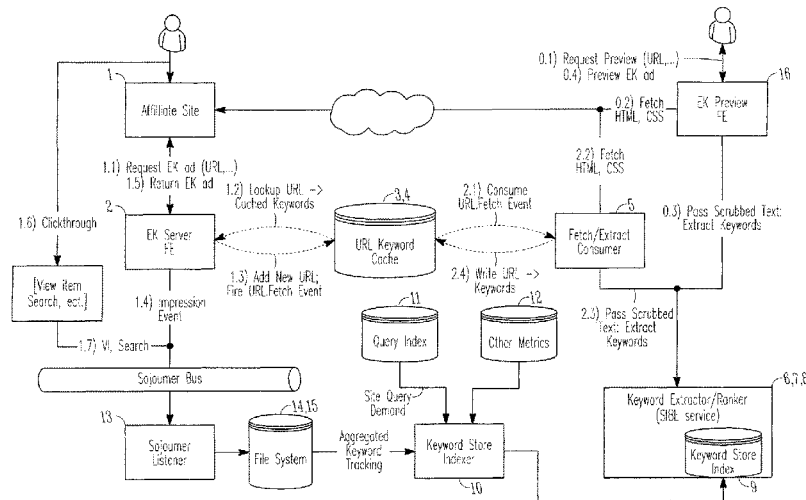 0.1) Request Preview (URL,...)
0.4) Preview EK ad
1
Affiliate Site
16
EK Preview
FE
0.2) Fetch
HTML, CSS
1.1) Request EK ad (URL,...)
1.5) Return EK ad
2.2) Fetch
HTML, CSS
1.2) Lookup URL ->
Cached Keywords
3,4
URL Keyword
Cache
2.1) Consume
URL.Fetch Event
5
Fetch/Extract
Consumer
0.3) Pass Scrubbed Text:
Extract Keywords
1.6) Clickthrough
2
EK Server
FE
1.3) Add New URL;
Fire URL.Fetch Event
2.4) Write URL ->
Keywords
[View item
Search, ect.]
1.4) Impression
Event
11
Query Index
12
Other Metrics
2.3) Pass Scrubbed
Text: Extract
Keywords
1.7) VI, Search
Sojourner Bus
Site Query
Demand
6,7,8
Keyword Extractor/Ranker
(SIBE service)
13
Sojourner
Listener
14,15
File System
Aggregated
Keyword
Tracking
Keyword Store
Indexer
10
Keyword Store
Index
9